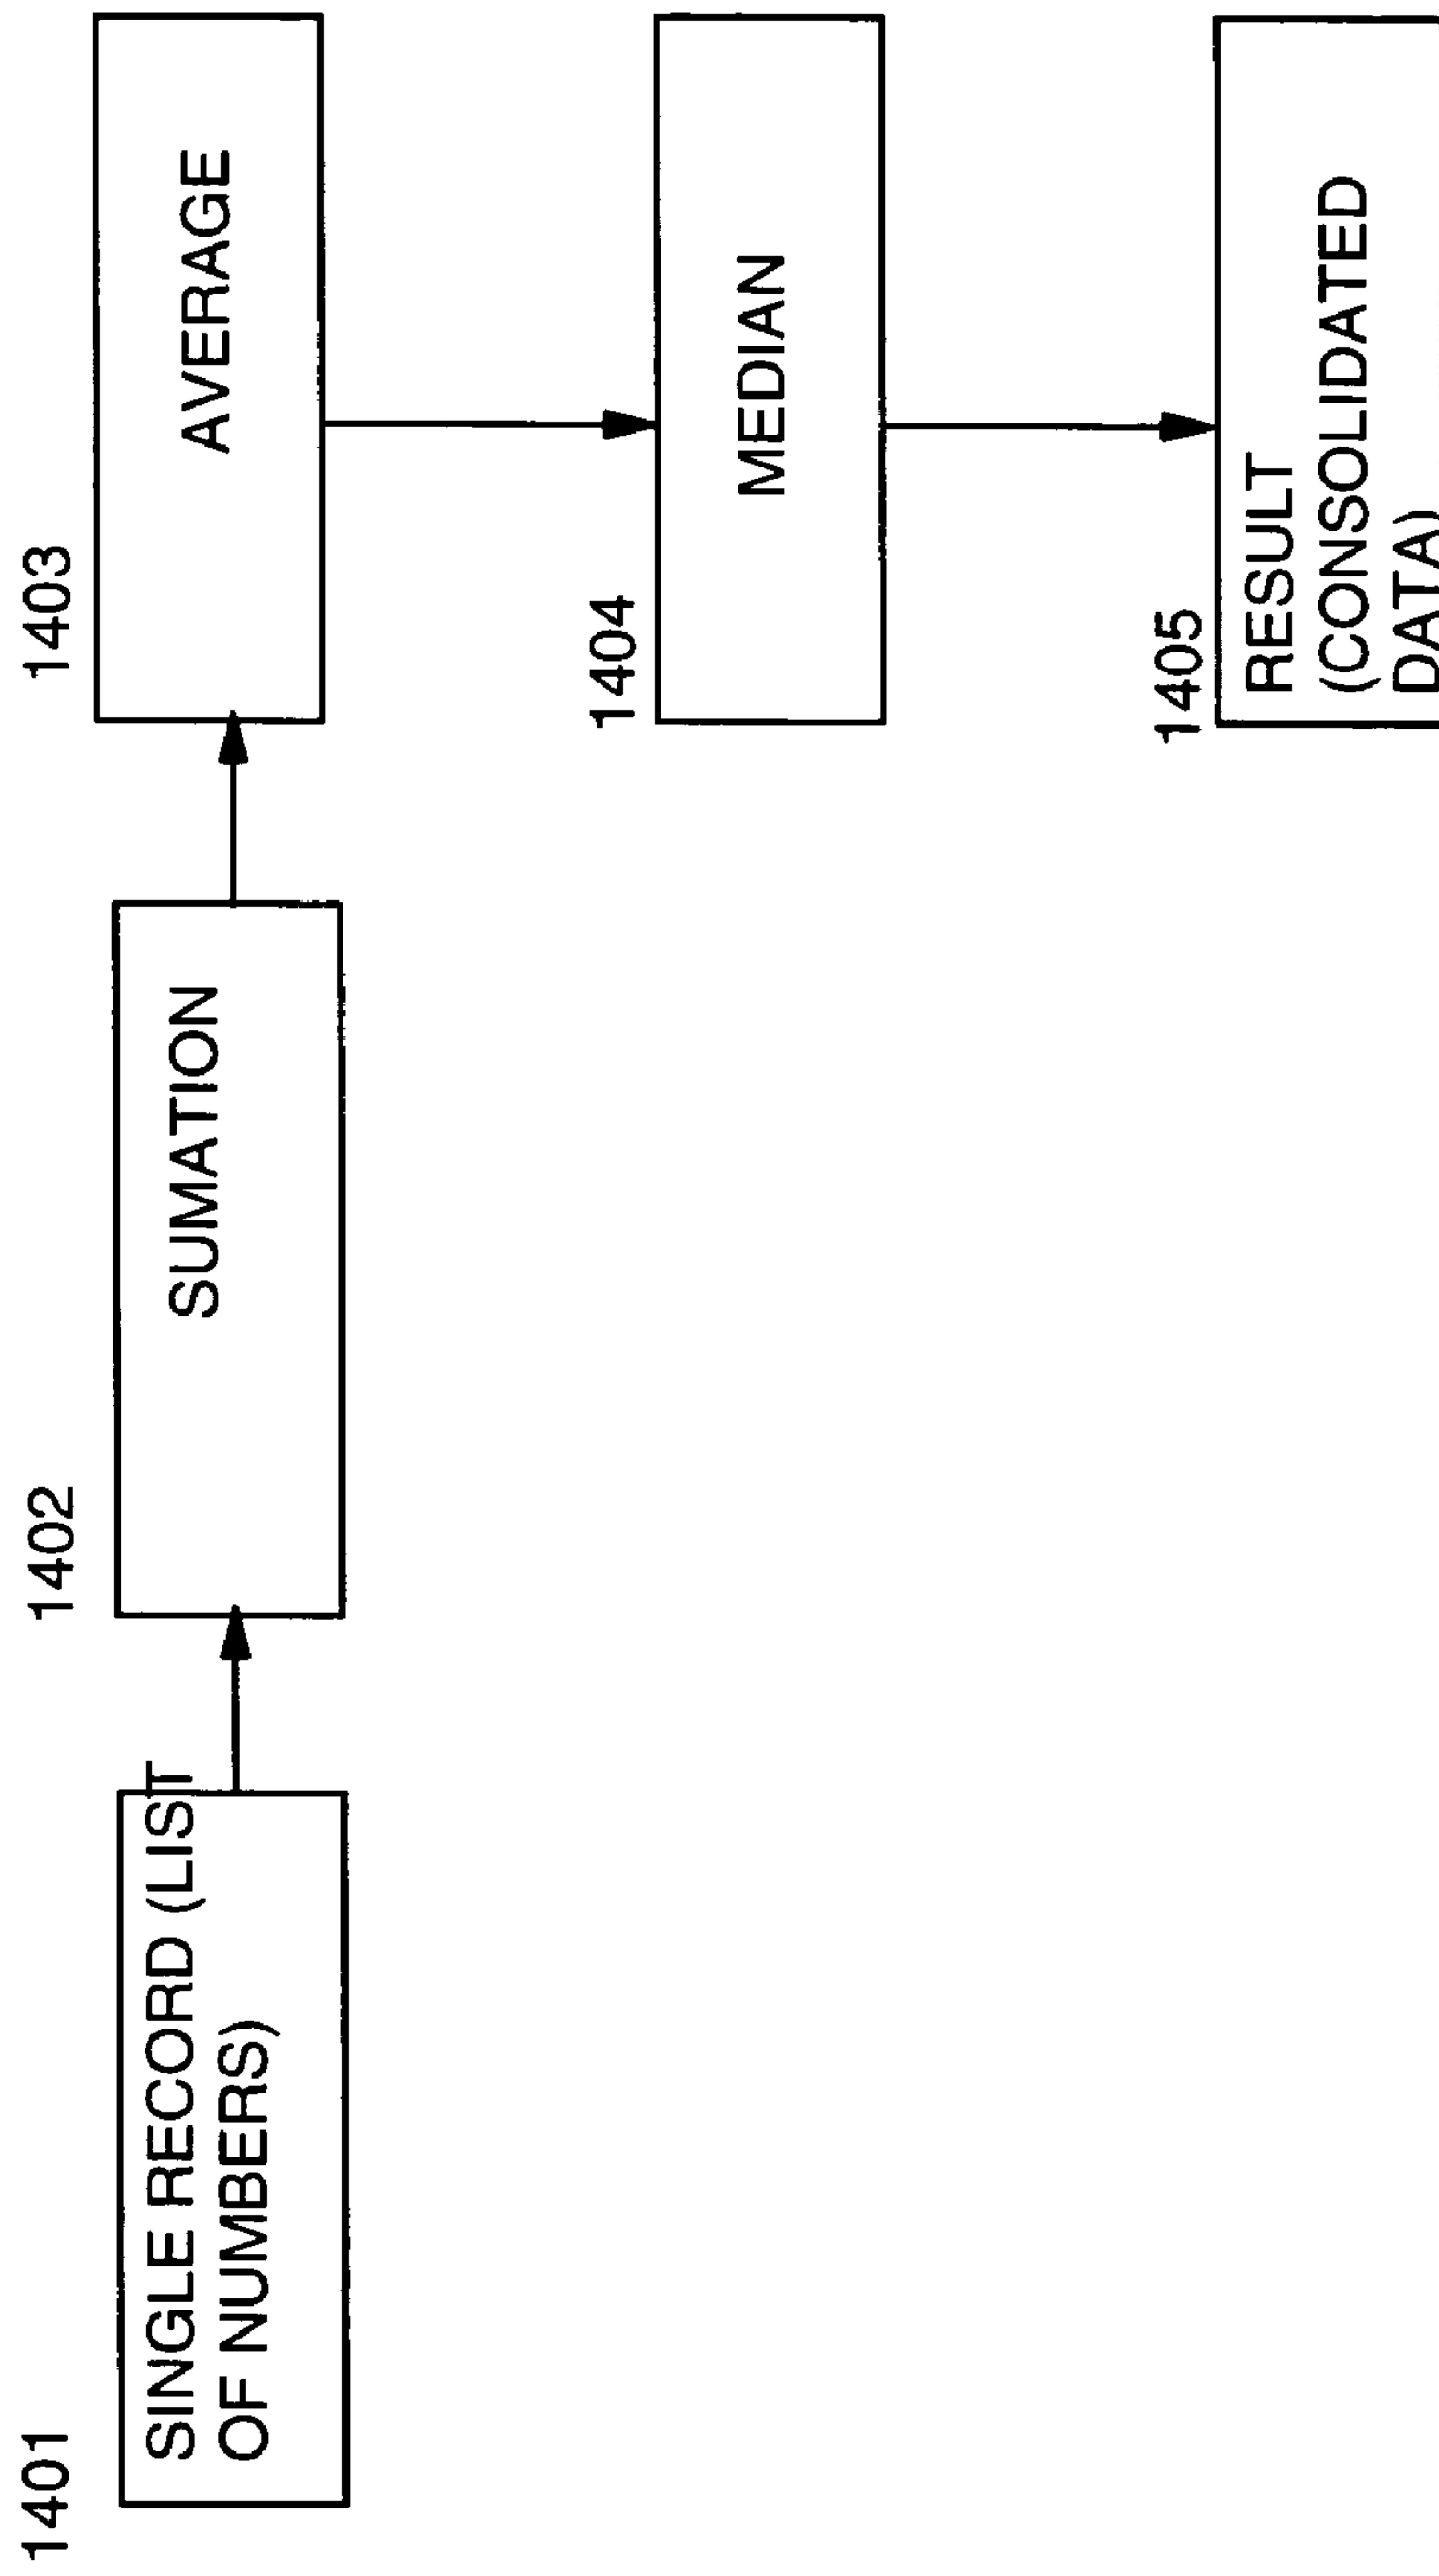 1401
SINGLE RECORD (LIST
OF NUMBERS)
1402
SUMATION
1403
AVERAGE
1404
MEDIAN
1405
RESULT
(CONSOLIDATED
DATA)